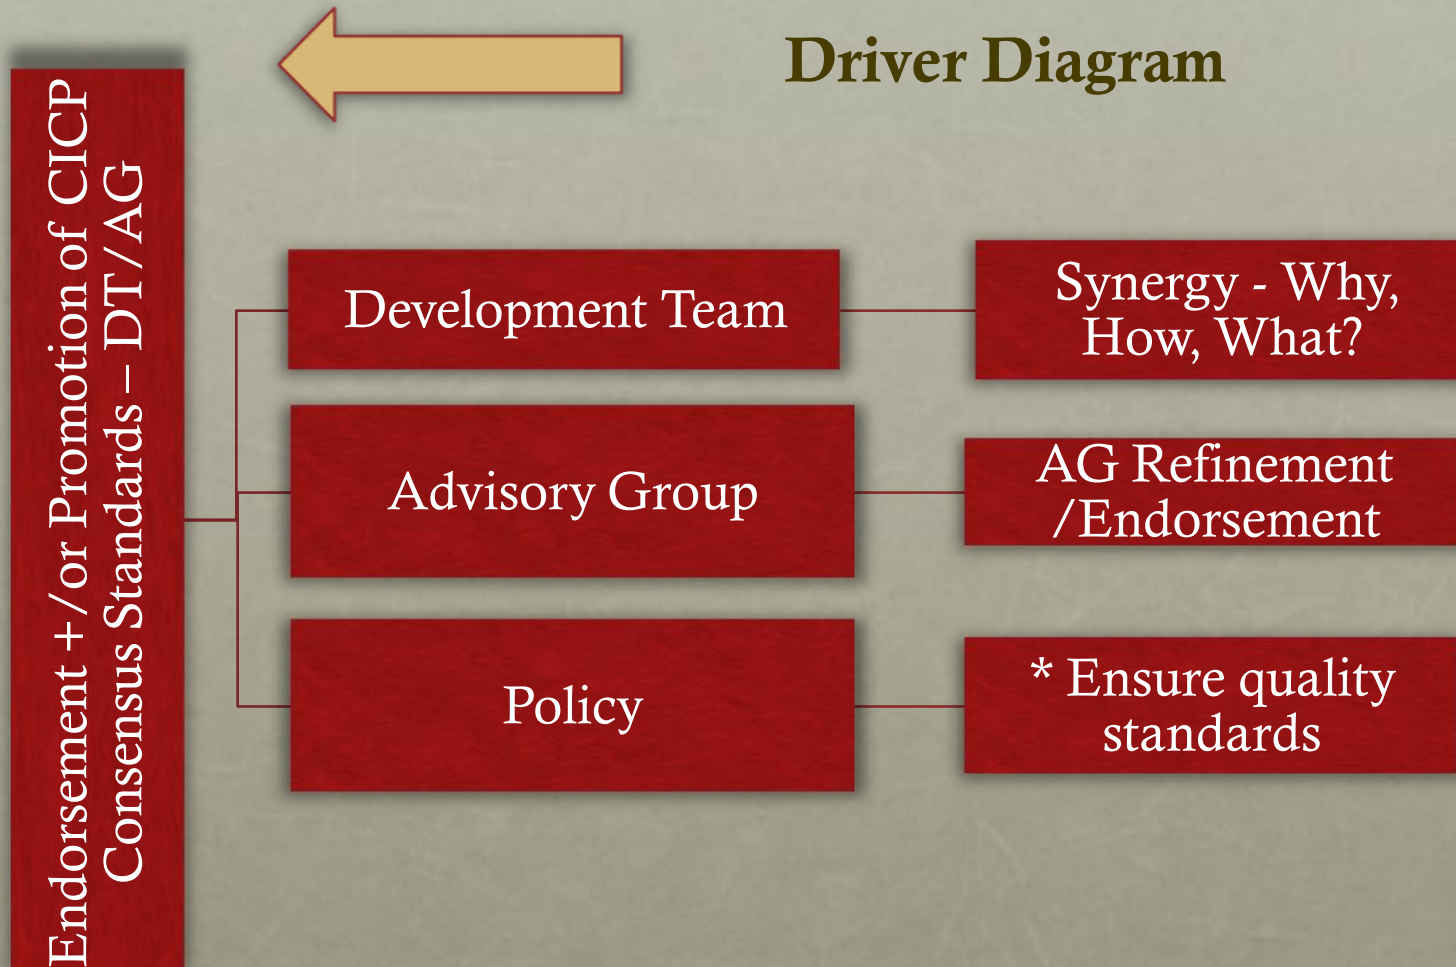 Driver Diagram
Endorsement +/or Promotion of CICP
Consensus Standards – DT/AG
Development Team
Synergy - Why,
How, What?
Advisory Group
AG Refinement
/Endorsement
Policy
* Ensure quality
standards